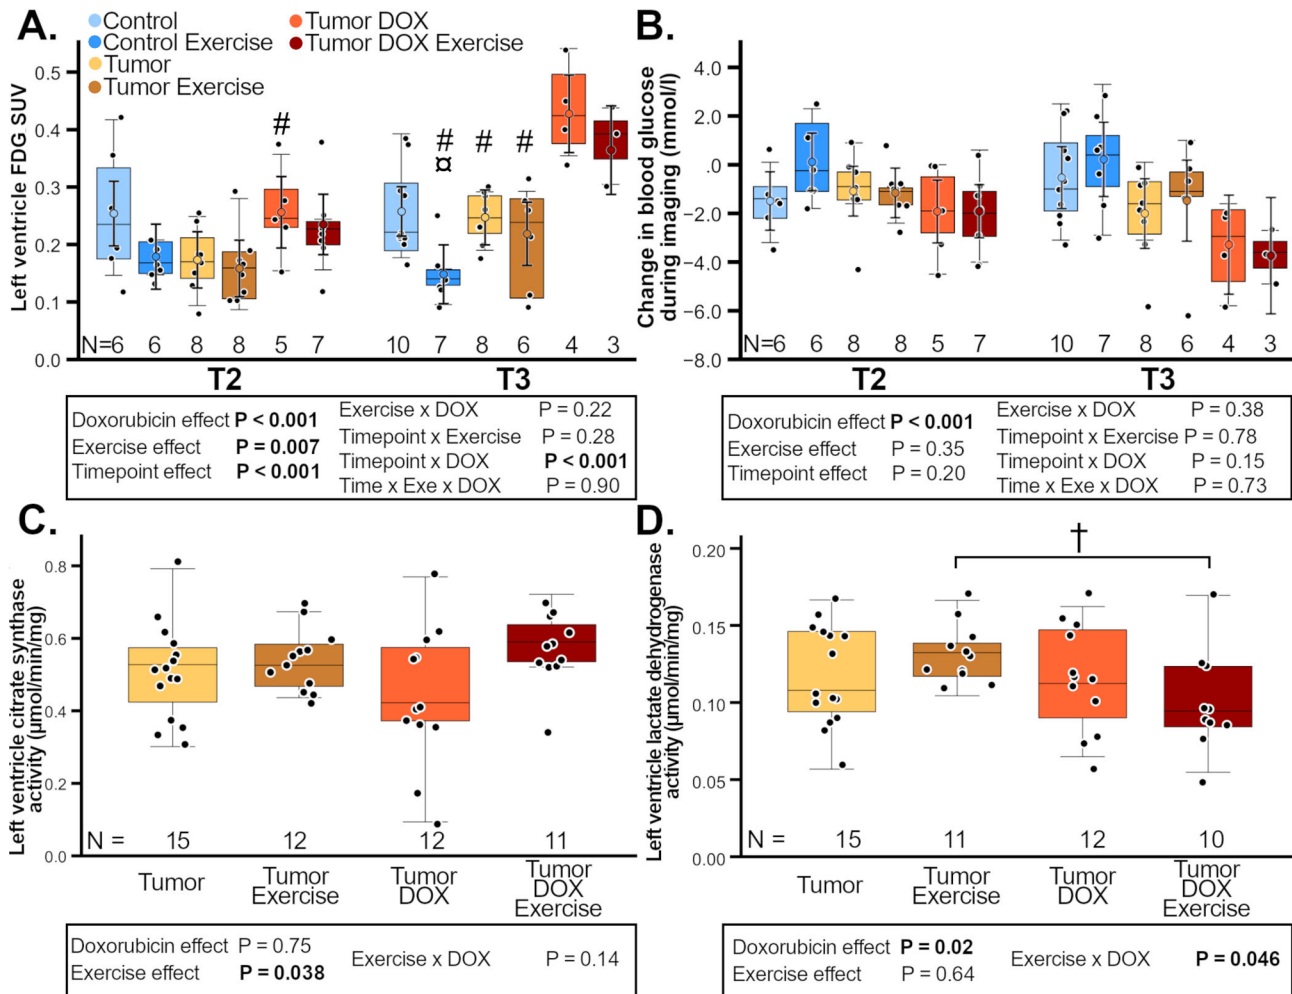 A.
Control
Control Exercise
Tumor
Tumor Exercise
Tumor DOX
Tumor DOX Exercise
Left ventricle FDG SUV
0.5
0.4
0.3
0.2
0.1
0.0
#
#
¤
#
#
N=6 6 8 8 5 7 10 7 8 6 4 3
T2 T3
Doxorubicin effect P < 0.001
Exercise effect P = 0.007
Timepoint effect P < 0.001
Exercise x DOX P = 0.22
Timepoint x Exercise P = 0.28
Timepoint x DOX P < 0.001
Time x Exe x DOX P = 0.90
B.
Change in blood glucose
during imaging (mmol/l)
4.0
2.0
.0
−2.0
−4.0
−6.0
−8.0
N=6 6 8 8 5 7 10 7 8 6 4 3
T2 T3
Doxorubicin effect P < 0.001
Exercise effect P = 0.35
Timepoint effect P = 0.20
Exercise x DOX P = 0.38
Timepoint x Exercise P = 0.78
Timepoint x DOX P = 0.15
Time x Exe x DOX P = 0.73
C.
Left ventricle citrate synthase
activity (µmol/min/mg)
0.8
0.6
0.4
0.2
0.0
N = 15 12 12 11
Tumor
Tumor
Exercise
Tumor
DOX
Tumor
DOX
Exercise
Doxorubicin effect P = 0.75
Exercise effect P = 0.038
Exercise x DOX P = 0.14
D.
Left ventricle lactate dehydrogenase
activity (µmol/min/mg)
0.20
0.15
0.10
0.05
0.00
†
N = 15 11 12 10
Tumor
Tumor
Exercise
Tumor
DOX
Tumor
DOX
Exercise
Doxorubicin effect P = 0.02
Exercise effect P = 0.64
Exercise x DOX P = 0.046